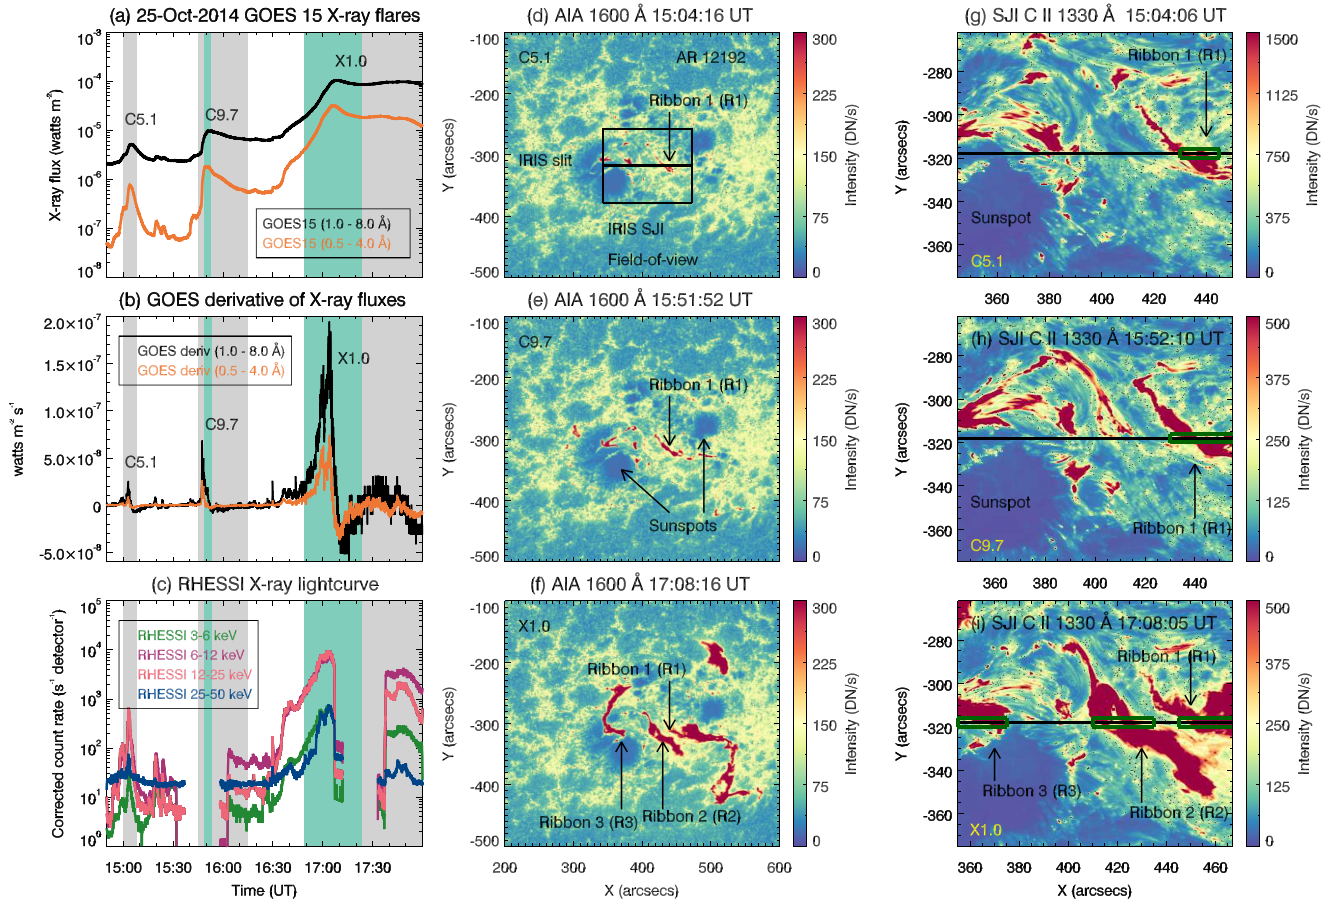 (a) 25-Oct-2014 GOES 15 X-ray flares
10⁻³
10⁻⁴
10⁻⁵
10⁻⁶
10⁻⁷
10⁻⁸
X-ray flux (watts m⁻²)
C5.1
C9.7
X1.0
GOES15 (1.0 - 8.0 Å)
GOES15 (0.5 - 4.0 Å)
(b) GOES derivative of X-ray fluxes
2.0×10⁻⁷
1.5×10⁻⁷
1.0×10⁻⁷
5.0×10⁻⁸
0
-5.0×10⁻⁸
watts m⁻² s⁻¹
GOES deriv (1.0 - 8.0 Å)
GOES deriv (0.5 - 4.0 Å)
X1.0
C9.7
C5.1
(c) RHESSI X-ray lightcurve
10⁵
10⁴
10³
10²
10¹
10⁰
Corrected count rate (s⁻¹ detector⁻¹)
RHESSI 3-6 keV
RHESSI 6-12 keV
RHESSI 12-25 keV
RHESSI 25-50 keV
15:00 15:30 16:00 16:30 17:00 17:30
Time (UT)
(d) AIA 1600 Å 15:04:16 UT
-100
-200
-300
-400
-500
Y (arcsecs)
C5.1
AR 12192
Ribbon 1 (R1)
IRIS slit
IRIS SJI
Field-of-view
300
225
150
75
0
Intensity (DN/s)
(e) AIA 1600 Å 15:51:52 UT
-100
-200
-300
-400
-500
Y (arcsecs)
C9.7
Ribbon 1 (R1)
Sunspots
300
225
150
75
0
Intensity (DN/s)
(f) AIA 1600 Å 17:08:16 UT
-100
-200
-300
-400
-500
Y (arcsecs)
X1.0
Ribbon 1 (R1)
Ribbon 3 (R3)
Ribbon 2 (R2)
200 300 400 500 600
X (arcsecs)
300
225
150
75
0
Intensity (DN/s)
(g) SJI C II 1330 Å 15:04:06 UT
-280
-300
-320
-340
-360
Y (arcsecs)
Ribbon 1 (R1)
Sunspot
C5.1
360 380 400 420 440
1500
1125
750
375
0
Intensity (DN/s)
(h) SJI C II 1330 Å 15:52:10 UT
-280
-300
-320
-340
-360
Y (arcsecs)
Sunspot
Ribbon 1 (R1)
C9.7
360 380 400 420 440
500
375
250
125
0
Intensity (DN/s)
(i) SJI C II 1330 Å 17:08:05 UT
-280
-300
-320
-340
-360
Y (arcsecs)
Ribbon 1 (R1)
Ribbon 3 (R3)
Ribbon 2 (R2)
X1.0
360 380 400 420 440 460
X (arcsecs)
500
375
250
125
0
Intensity (DN/s)